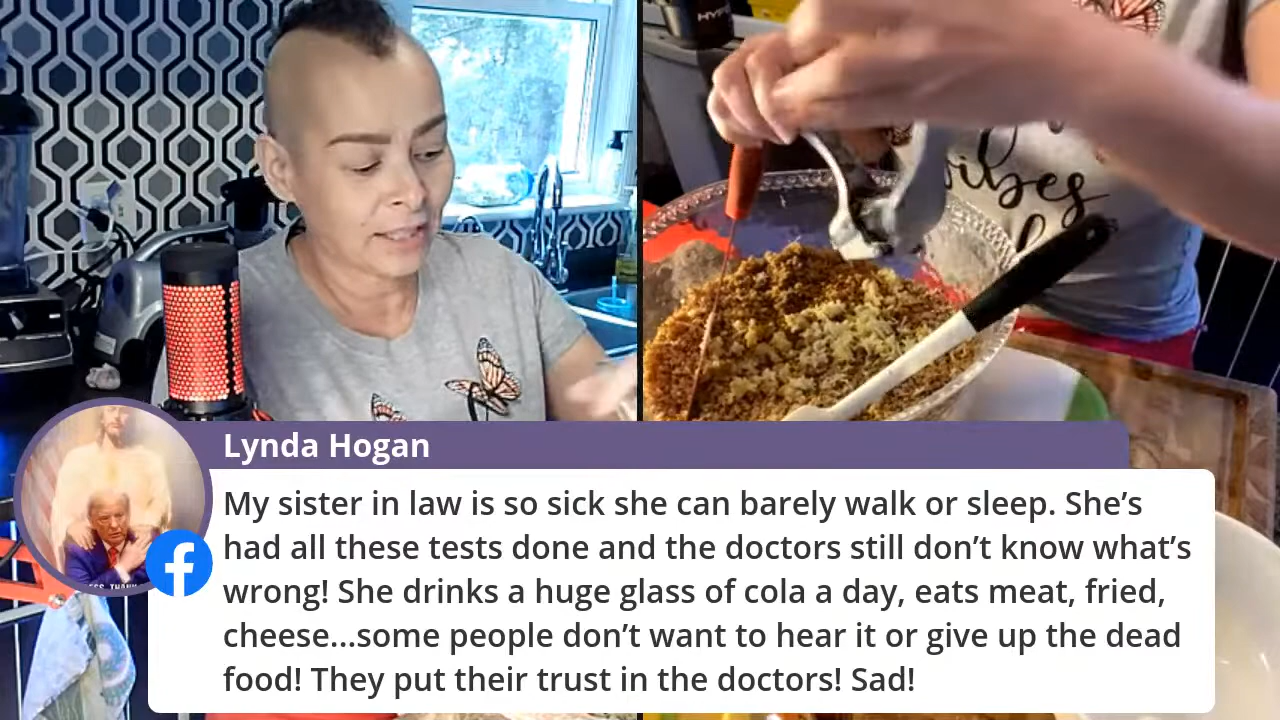 HYP
vibes
Lynda Hogan
My sister in law is so sick she can barely walk or sleep. She’s
had all these tests done and the doctors still don’t know what’s
wrong! She drinks a huge glass of cola a day, eats meat, fried,
cheese...some people don’t want to hear it or give up the dead
food! They put their trust in the doctors! Sad!